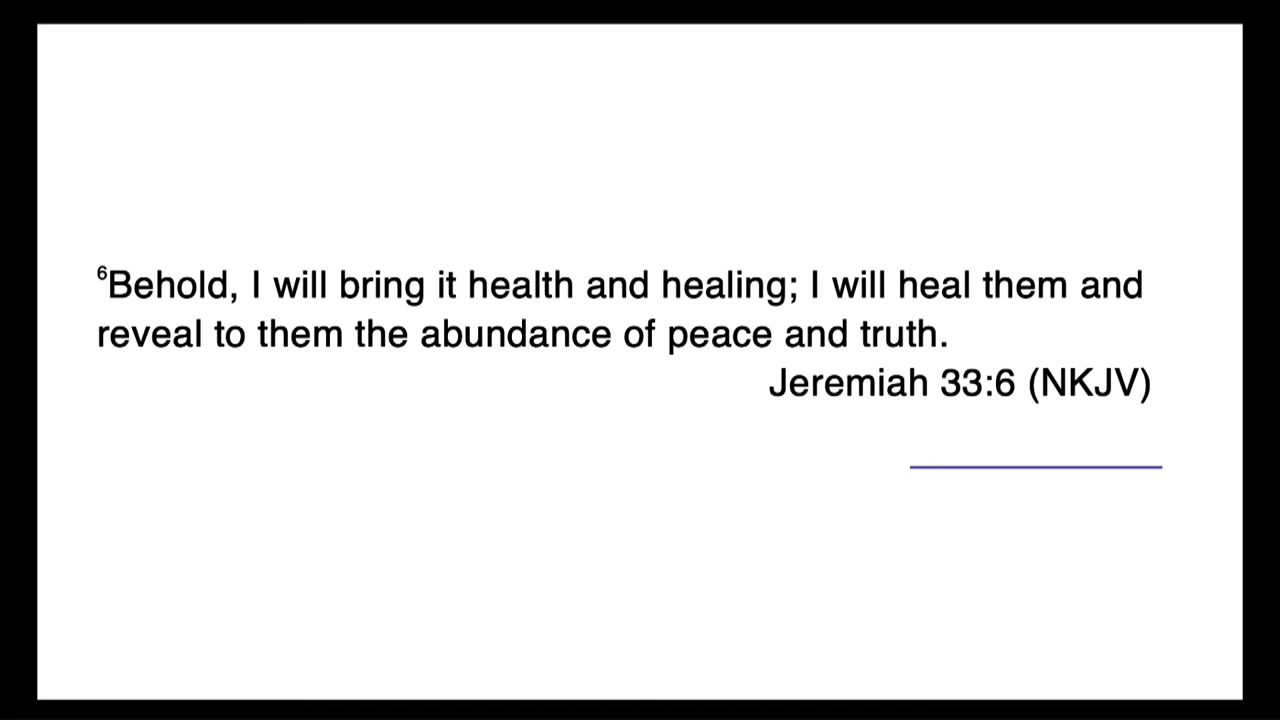 ⁶Behold, I will bring it health and healing; I will heal them and
reveal to them the abundance of peace and truth.
Jeremiah 33:6 (NKJV)